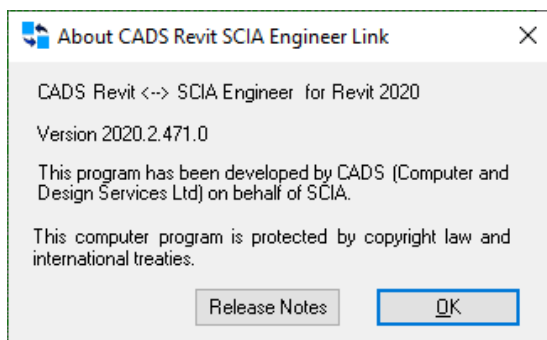 About CADS Revit SCIA Engineer Link
CADS Revit <--> SCIA Engineer for Revit 2020
Version 2020.2.471.0
This program has been developed by CADS (Computer and
Design Services Ltd) on behalf of SCIA.
This computer program is protected by copyright law and
international treaties.
Release Notes
OK